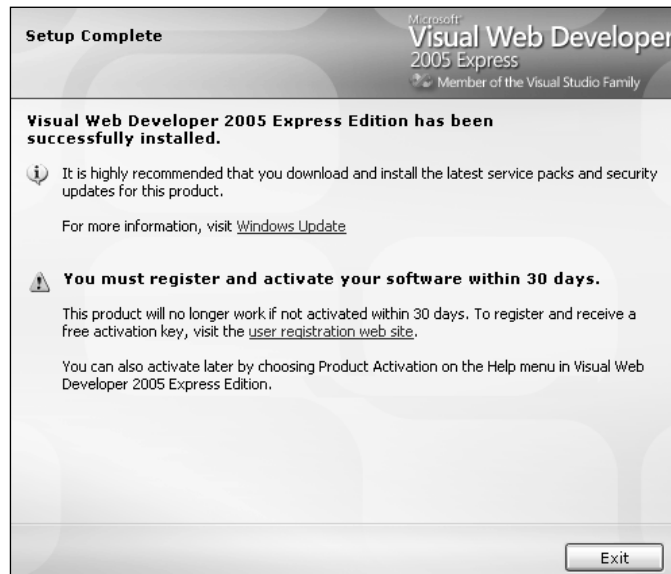 Setup Complete
Microsoft
Visual Web Developer
2005 Express
Member of the Visual Studio Family
Visual Web Developer 2005 Express Edition has been
successfully installed.
It is highly recommended that you download and install the latest service packs and security
updates for this product.
For more information, visit Windows Update
You must register and activate your software within 30 days.
This product will no longer work if not activated within 30 days. To register and receive a
free activation key, visit the user registration web site.
You can also activate later by choosing Product Activation on the Help menu in Visual Web
Developer 2005 Express Edition.
Exit